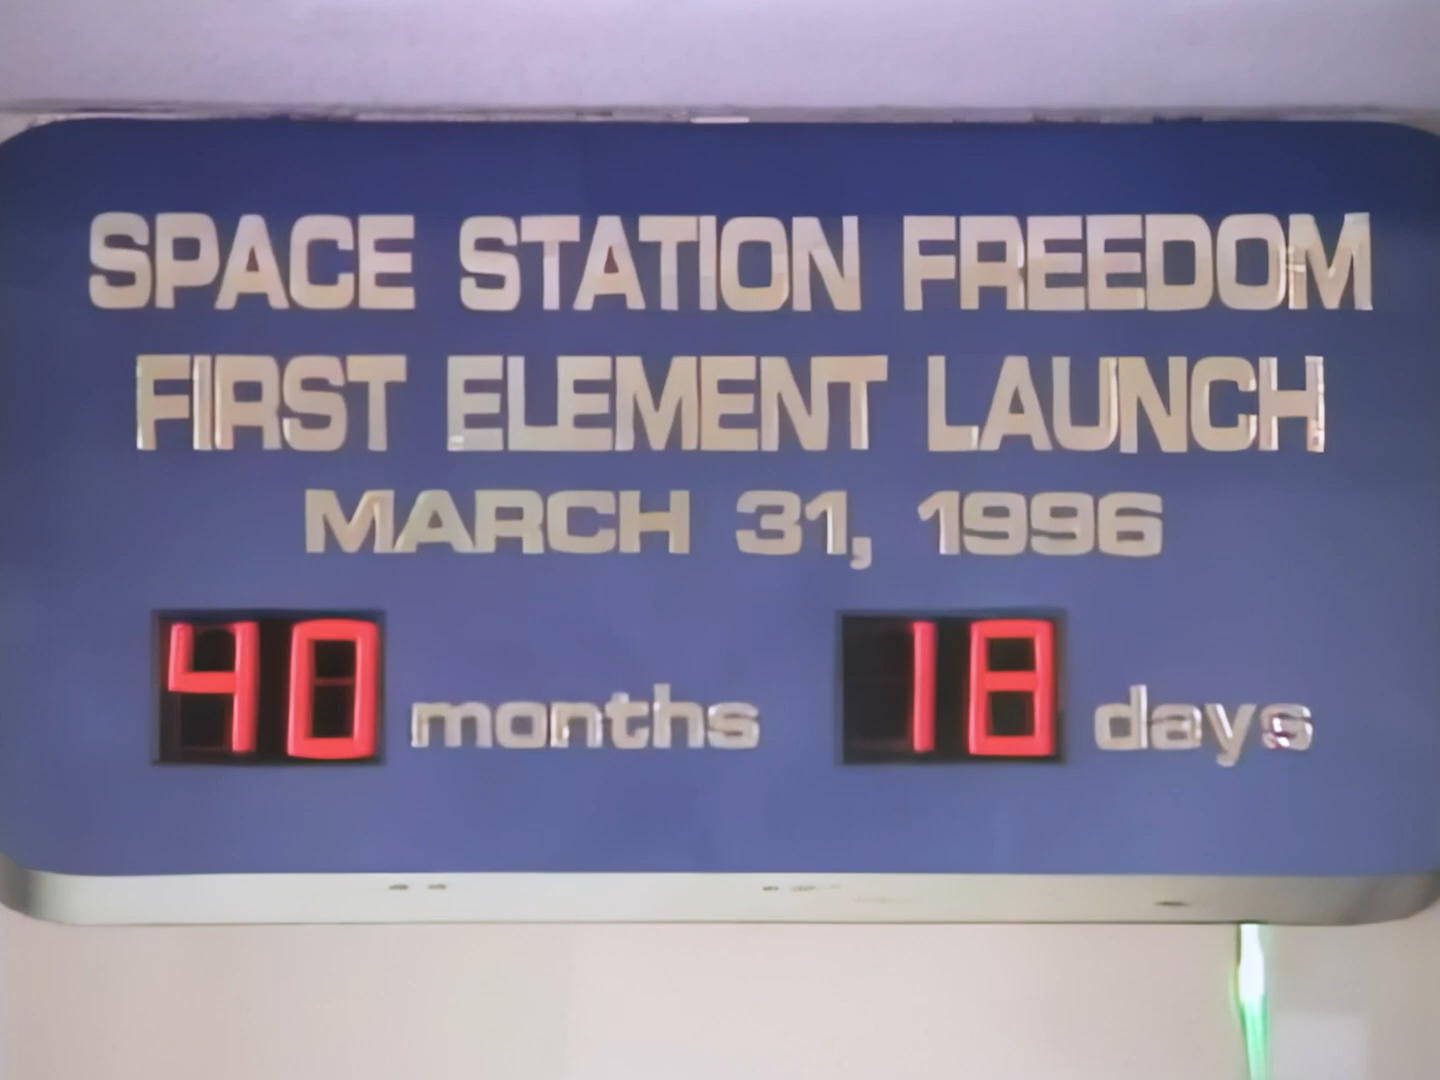 SPACE STATION FREEDOM
FIRST ELEMENT LAUNCH
MARCH 31, 1996
40 months 18 days